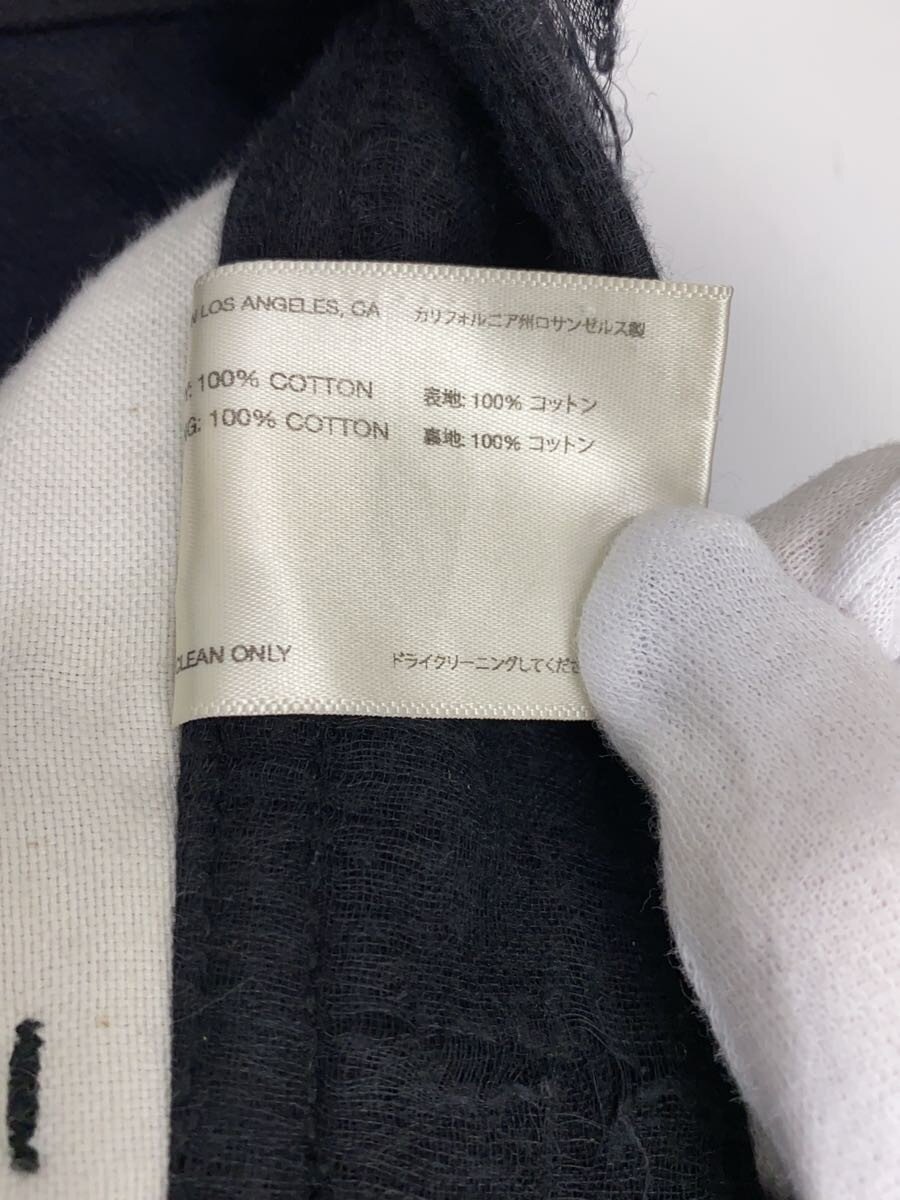 LOS ANGELES, CA カリフォルニア州ロサンゼルス製
100% COTTON 表地: 100% コットン
100% COTTON 裏地: 100% コットン
CLEAN ONLY ドライクリーニングしてくださ